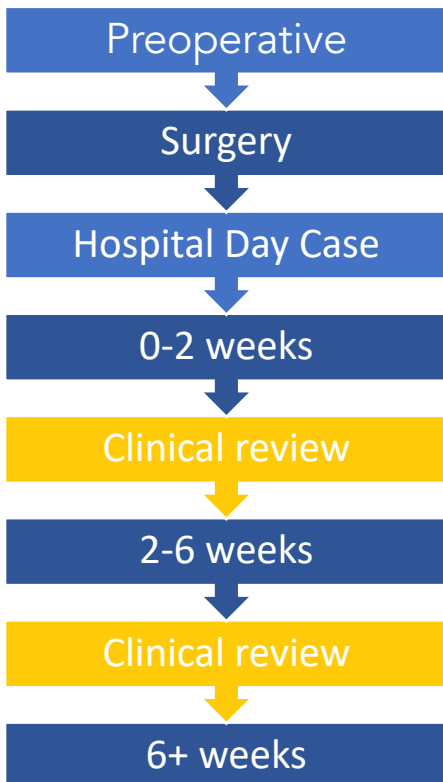 Preoperative
Surgery
Hospital Day Case
0-2 weeks
Clinical review
2-6 weeks
Clinical review
6+ weeks